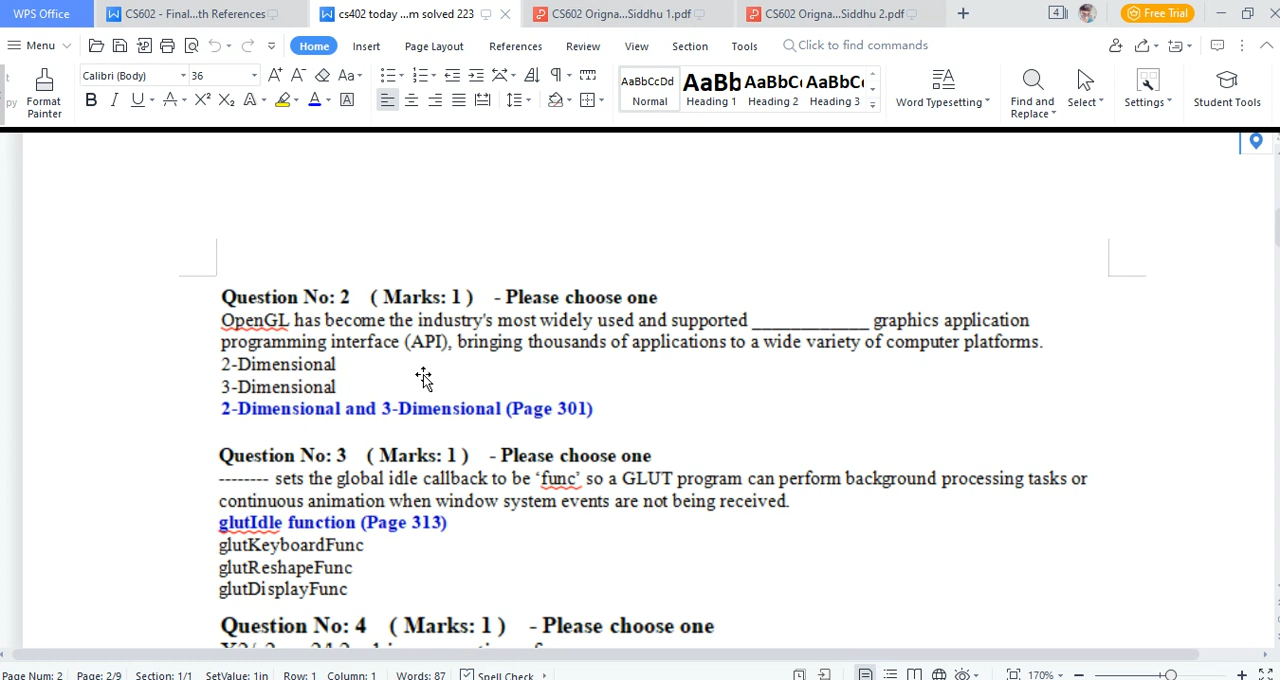 WPS Office CS602 - Final...th References cs402 today ...m solved 223 CS602 Origna...Siddhu 1.pdf CS602 Origna...Siddhu 2.pdf 4 Free Trial
Menu Home Insert Page Layout References Review View Section Tools Click to find commands
Calibri (Body) 36 AaBbCcDd AaBb AaBbC AaBbC
Format Painter Normal Heading 1 Heading 2 Heading 3 Word Typesetting Find and Replace Select Settings Student Tools
Question No: 2 ( Marks: 1 ) - Please choose one
OpenGL has become the industry's most widely used and supported ____________ graphics application
programming interface (API), bringing thousands of applications to a wide variety of computer platforms.
2-Dimensional
3-Dimensional
2-Dimensional and 3-Dimensional (Page 301)
Question No: 3 ( Marks: 1 ) - Please choose one
-------- sets the global idle callback to be ‘func’ so a GLUT program can perform background processing tasks or
continuous animation when window system events are not being received.
glutIdle function (Page 313)
glutKeyboardFunc
glutReshapeFunc
glutDisplayFunc
Question No: 4 ( Marks: 1 ) - Please choose one
Page Num: 2 Page: 2/9 Section: 1/1 SetValue: 1in Row: 1 Column: 1 Words: 87 Spell Check 170%